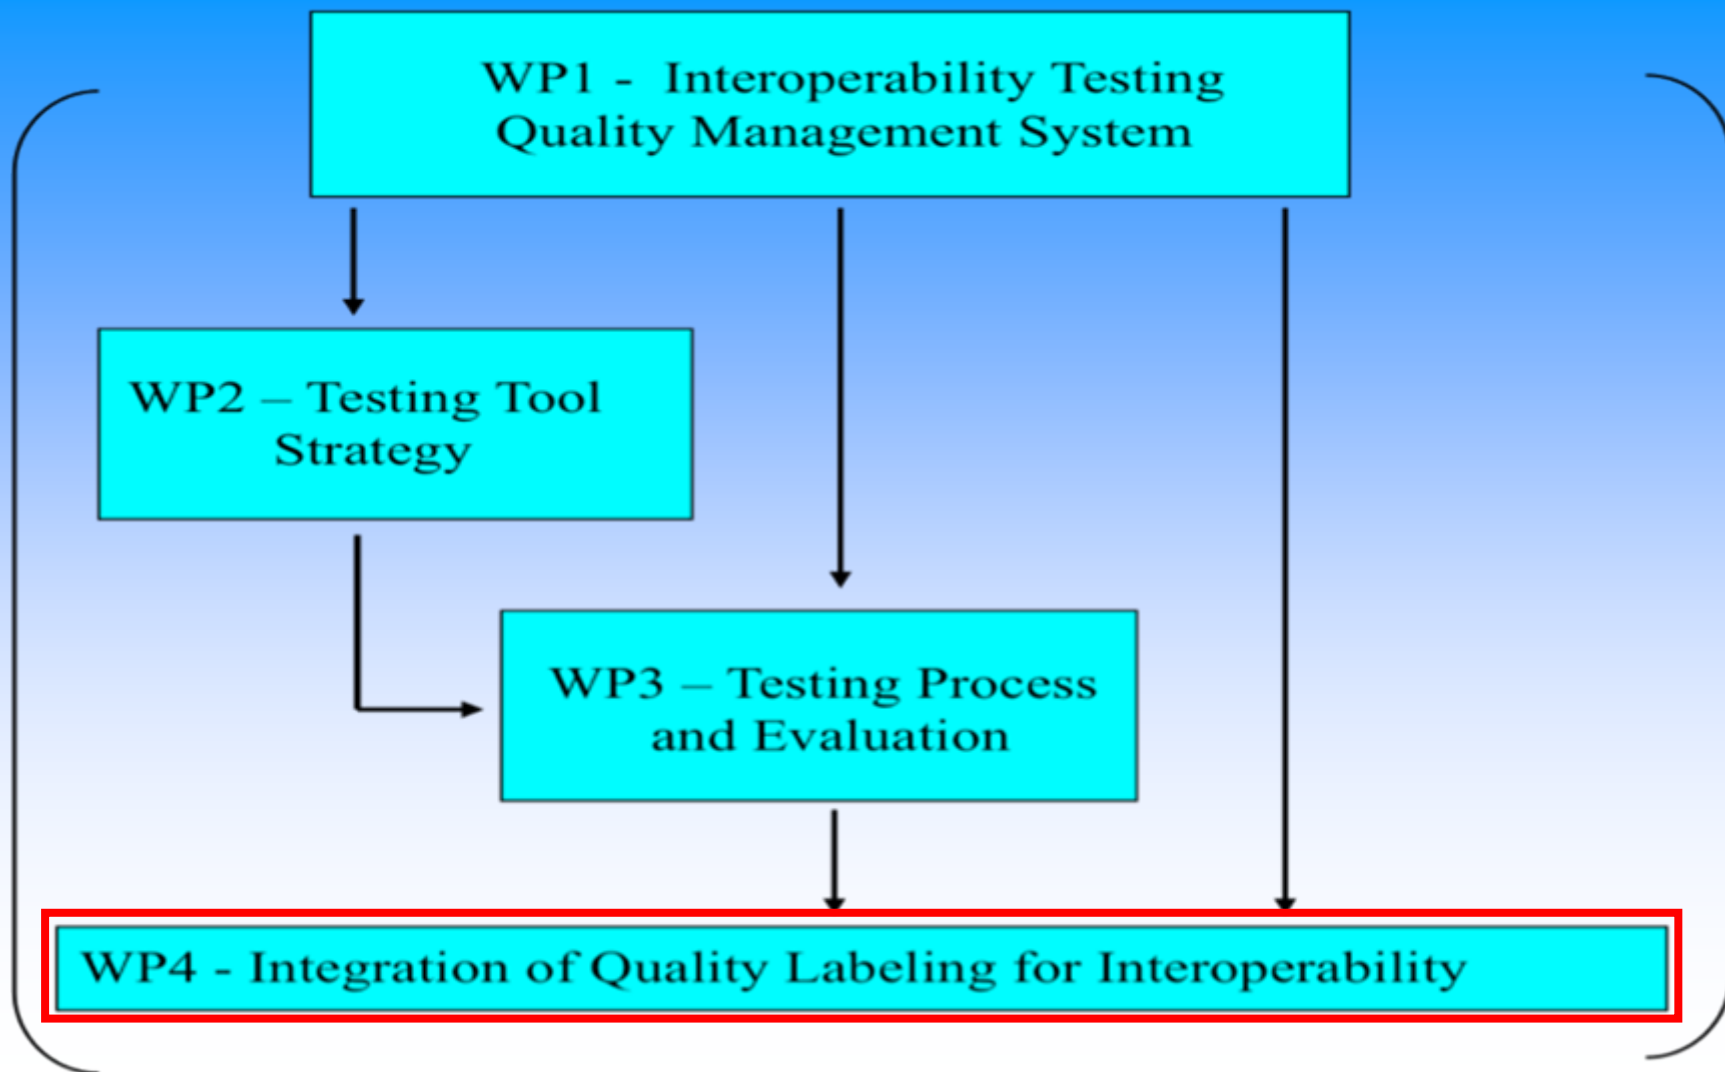 WP1 - Interoperability Testing
Quality Management System
WP2 – Testing Tool
Strategy
WP3 – Testing Process
and Evaluation
WP4 - Integration of Quality Labeling for Interoperability